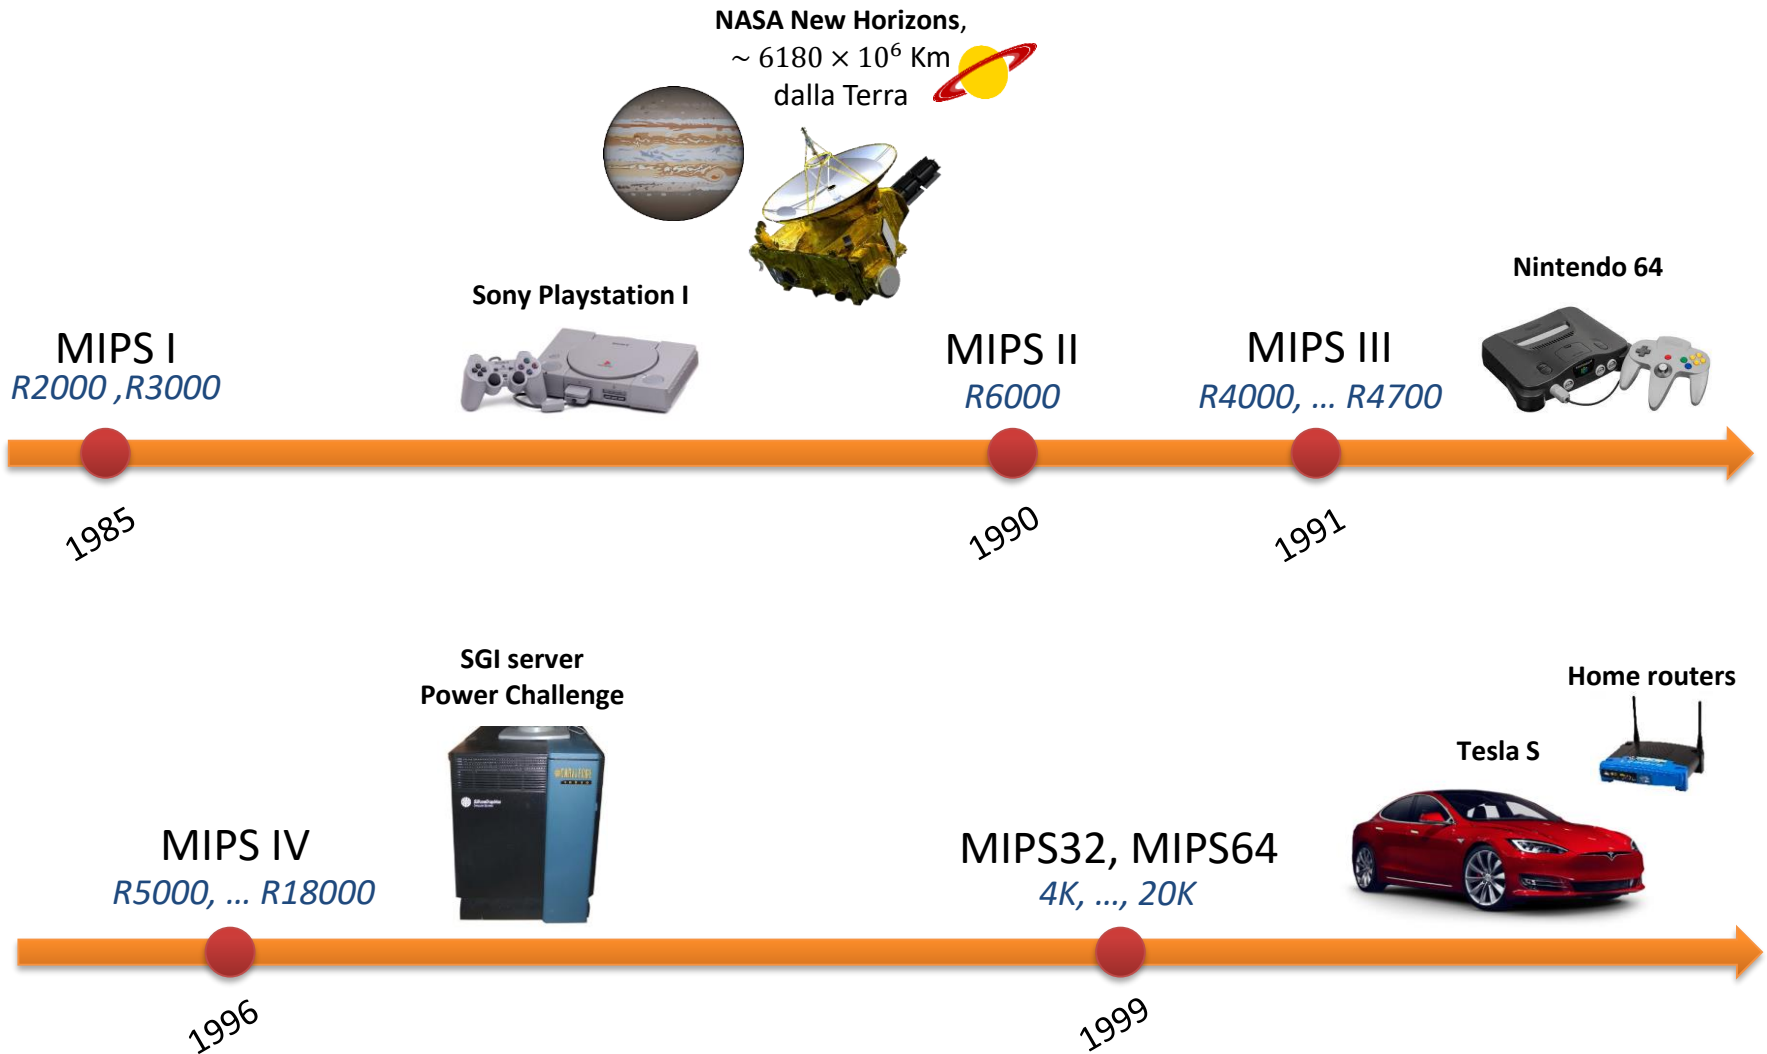 NASA New Horizons,
~ 6180 × 10⁶ Km
dalla Terra
Sony Playstation I
Nintendo 64
MIPS I
R2000 ,R3000
MIPS II
R6000
MIPS III
R4000, ... R4700
1985
1990
1991
SGI server
Power Challenge
Home routers
Tesla S
MIPS IV
R5000, ... R18000
MIPS32, MIPS64
4K, ..., 20K
1996
1999